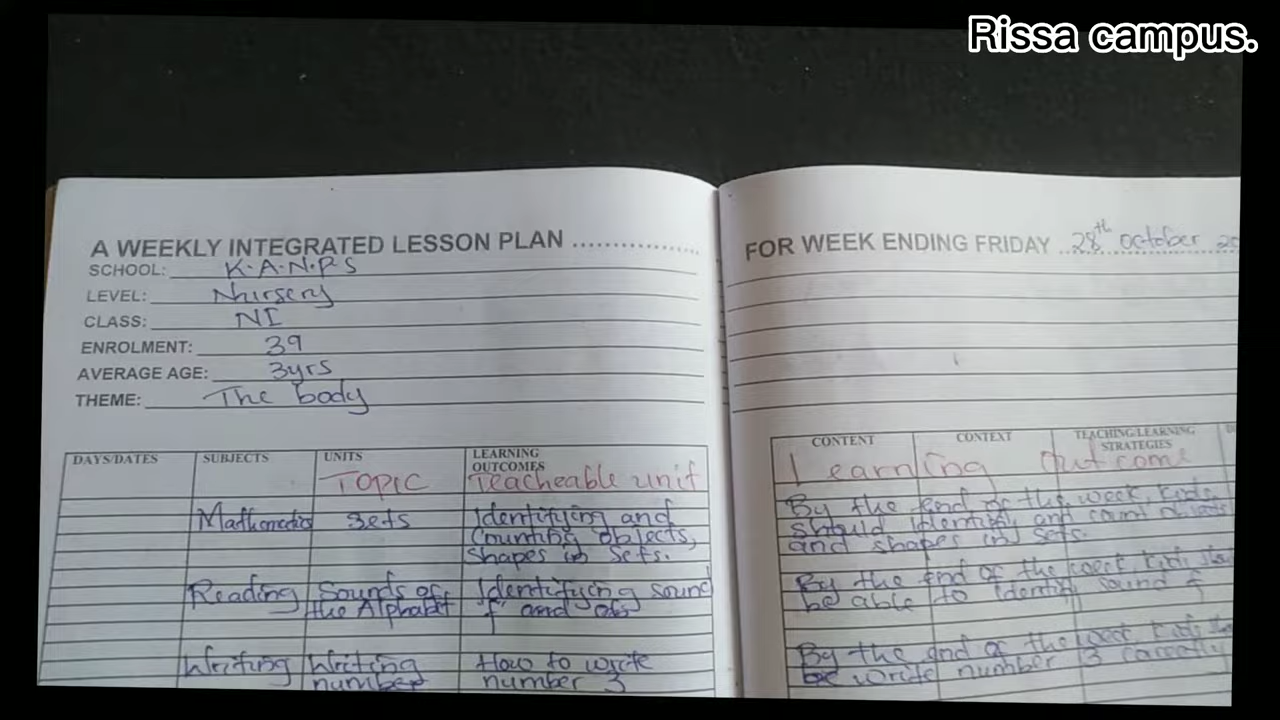 Rissa campus.
A WEEKLY INTEGRATED LESSON PLAN ................
SCHOOL: K.A.N.P.S
LEVEL: Nursery
CLASS: N1
ENROLMENT: 39
AVERAGE AGE: 3yrs
THEME: The body
DAYS/DATES SUBJECTS UNITS LEARNING OUTCOMES
TOPIC Teacheable unit
Mathematics Sets Identifying and
counting objects,
shapes in sets.
Reading Sounds of Identifying sound
the Alphabet f and
Writing Writing How to write
number number 3
FOR WEEK ENDING FRIDAY 28th October 20
CONTENT CONTEXT TEACHING/LEARNING STRATEGIES
Learning Outcome
By the end of the week, kids
should identify and count objects
and shapes in sets.
By the end of the week, kids
be able to identify sound f
By the end of the week, kids
be write number 3 correctly